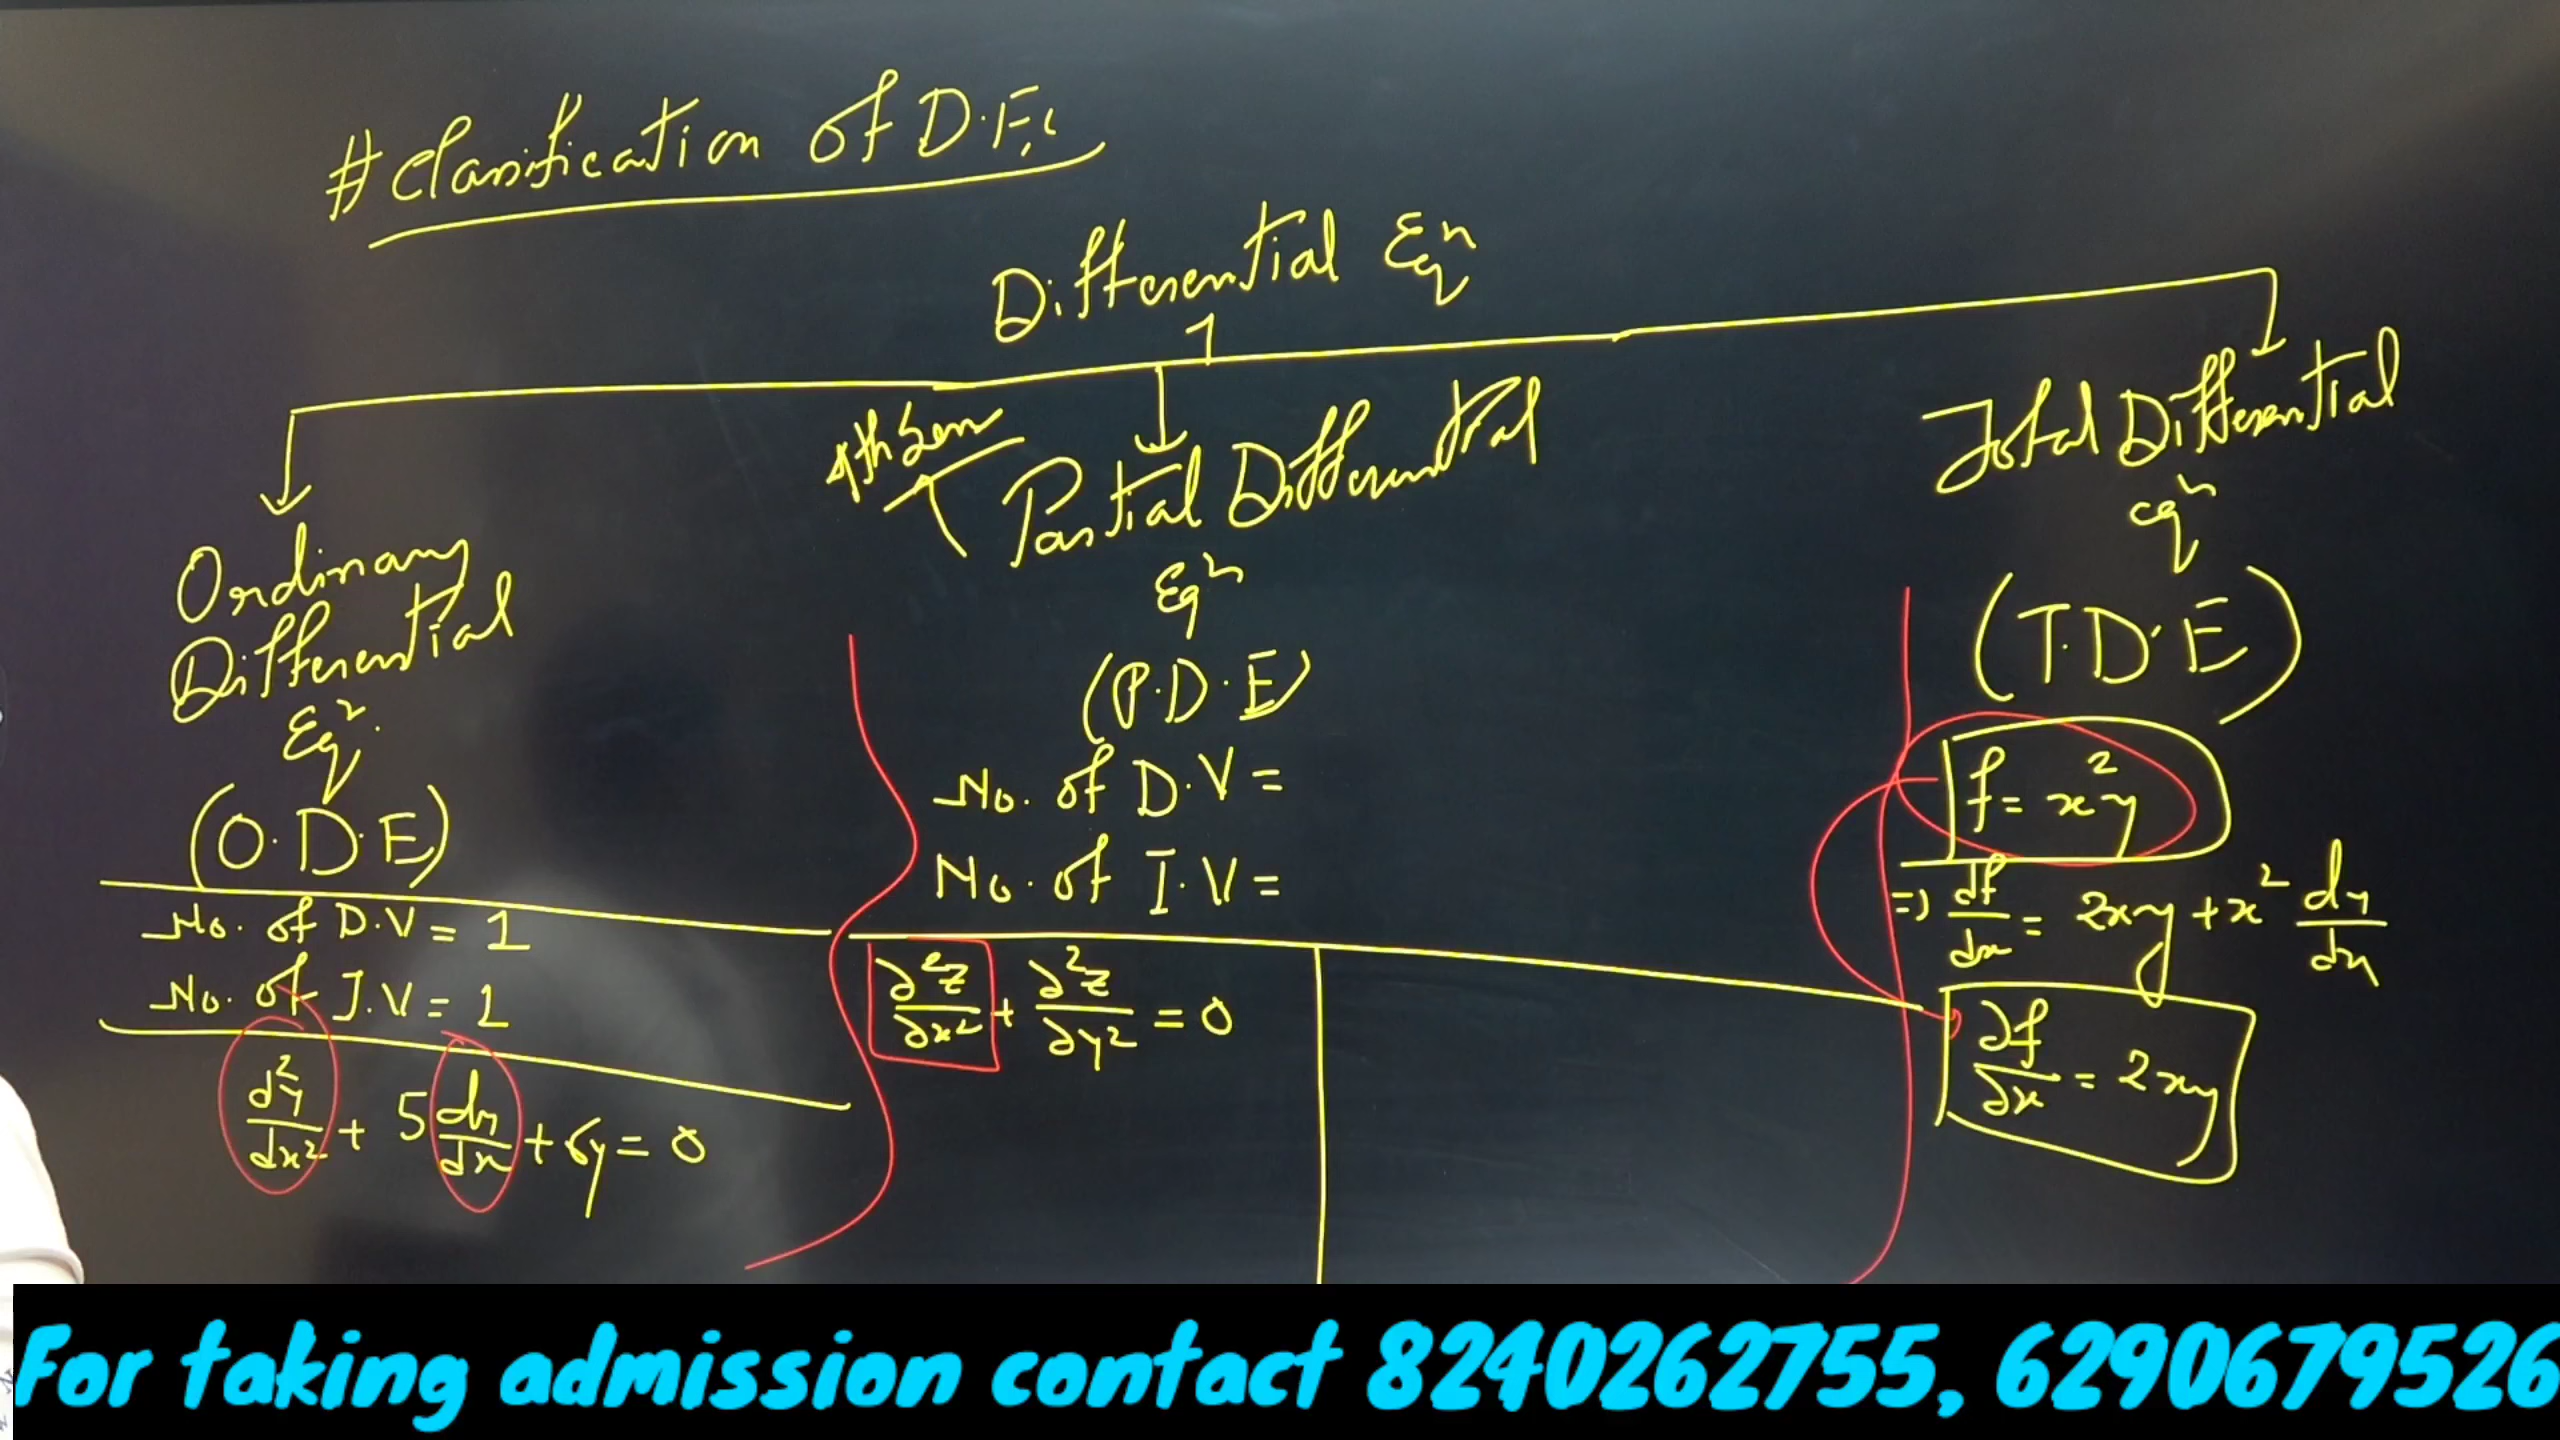 # Classification of D.E.
Differential Eqn
4th Sem
Ordinary
Differential
Eqn.
(O.D.E)
No. of D.V = 1
No. of I.V = 1
d²y/dx² + 5 dy/dx + 6y = 0
Partial Differential
Eqn
(P.D.E)
No. of D.V =
No. of I.V =
∂²z/∂x² + ∂²z/∂y² = 0
Total Differential
eqn
(T.D.E)
f = x²y
=> df/dx = 2xy + x² dy/dx
∂f/∂x = 2xy
For taking admission contact 8240262755, 6290679526